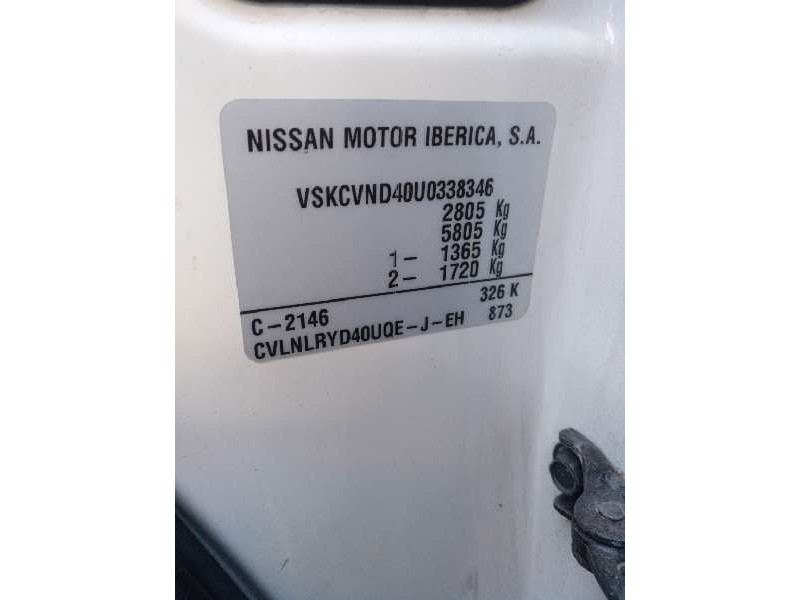 NISSAN MOTOR IBERICA, S.A.
VSKCVND40U0338346
2805 Kg
5805 Kg
1- 1365 Kg
2- 1720 Kg
326 K
C-2146 873
CVLNLRYD40UQE-J-EH